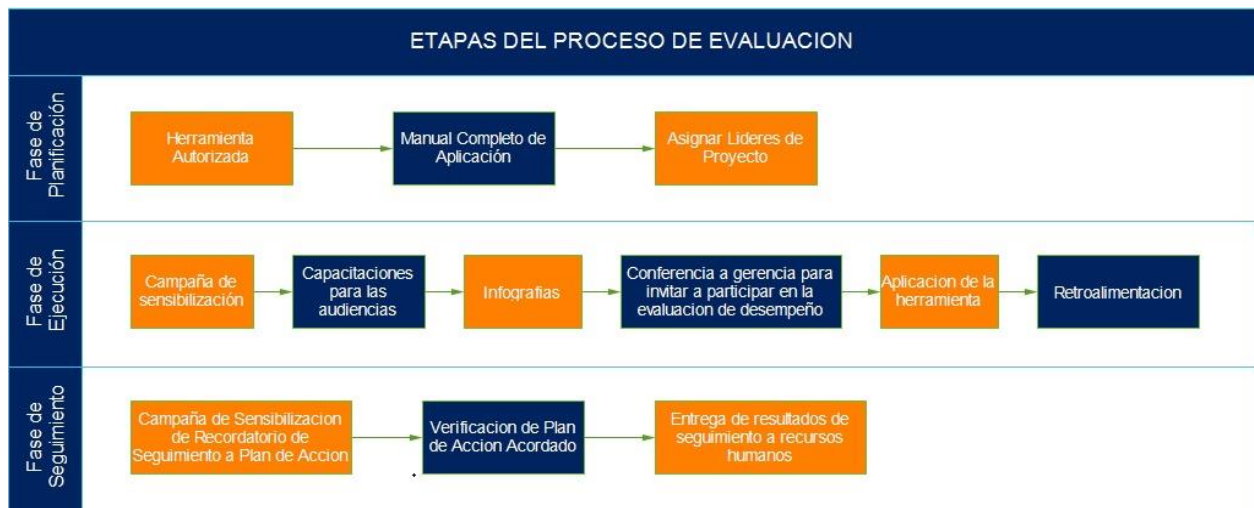 ETAPAS DEL PROCESO DE EVALUACION
Fase de
Planificación
Herramienta
Autorizada
Manual Completo de
Aplicación
Asignar Lideres de
Proyecto
Fase de
Ejecución
Campaña de
sensibilización
Capacitaciones
para las
audiencias
Infografias
Conferencia a gerencia para
invitar a participar en la
evaluacion de desempeño
Aplicacion de la
herramienta
Retroalimentacion
Fase de
Seguimiento
Campaña de Sensibilizacion
de Recordatorio de
Seguimiento a Plan de Accion
Verificacion de Plan
de Accion Acordado
Entrega de resultados de
seguimiento a recursos
humanos